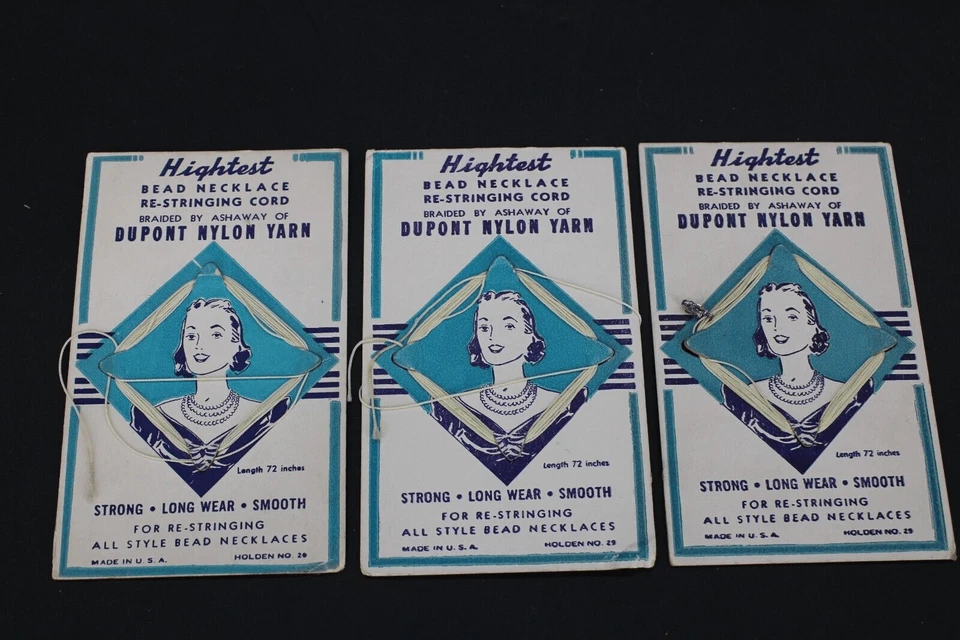 Hightest
BEAD NECKLACE
RE-STRINGING CORD
BRAIDED BY ASHAWAY OF
DUPONT NYLON YARN
Length 72 inches
STRONG • LONG WEAR • SMOOTH
FOR RE-STRINGING
ALL STYLE BEAD NECKLACES
MADE IN U.S.A. HOLDEN NO. 29
Hightest
BEAD NECKLACE
RE-STRINGING CORD
BRAIDED BY ASHAWAY OF
DUPONT NYLON YARN
Length 72 inches
STRONG • LONG WEAR • SMOOTH
FOR RE-STRINGING
ALL STYLE BEAD NECKLACES
MADE IN U.S.A. HOLDEN NO. 29
Hightest
BEAD NECKLACE
RE-STRINGING CORD
BRAIDED BY ASHAWAY OF
DUPONT NYLON YARN
Length 72 inches
STRONG • LONG WEAR • SMOOTH
FOR RE-STRINGING
ALL STYLE BEAD NECKLACES
MADE IN U.S.A. HOLDEN NO. 29